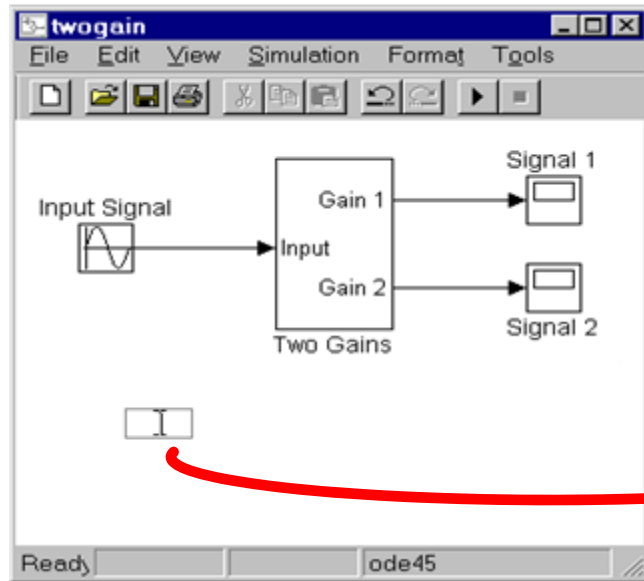 twogain
File Edit View Simulation Format Tools
Signal 1
Input Signal
Gain 1
Input
Gain 2
Signal 2
Two Gains
Ready
ode45